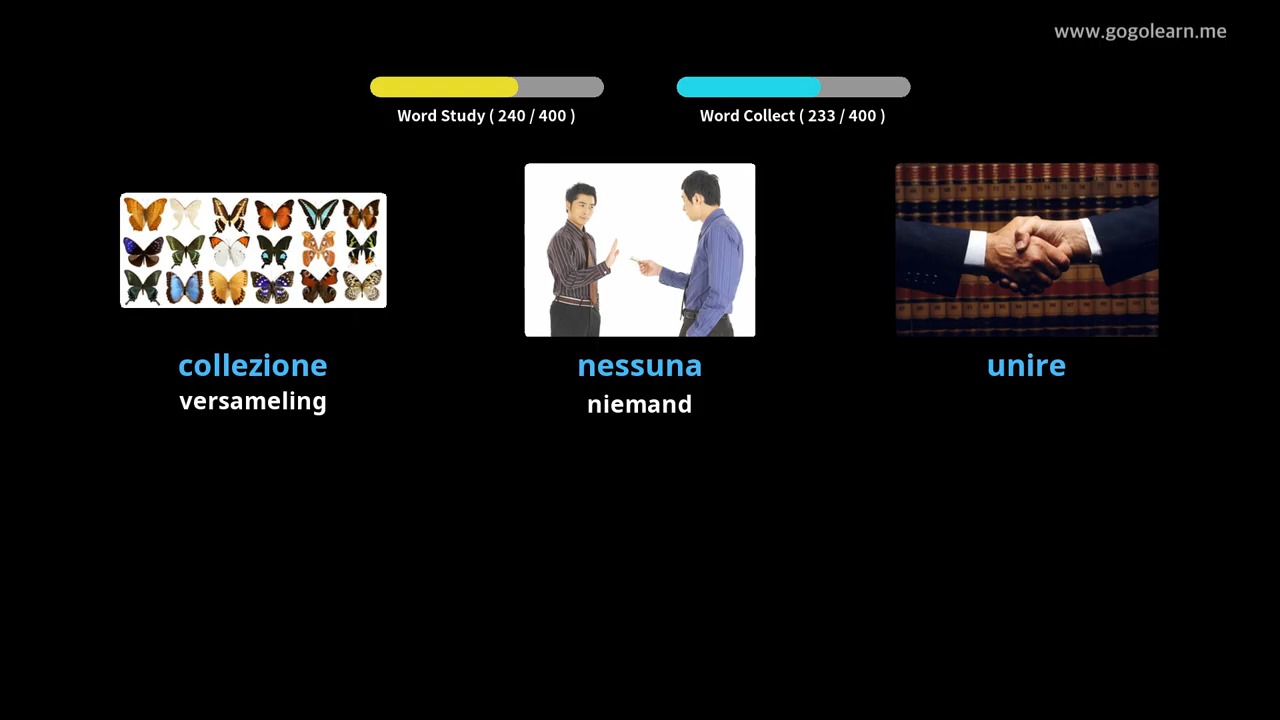 www.gogolearn.me
Word Study ( 240 / 400 )
Word Collect ( 233 / 400 )
collezione
versameling
nessuna
niemand
unire